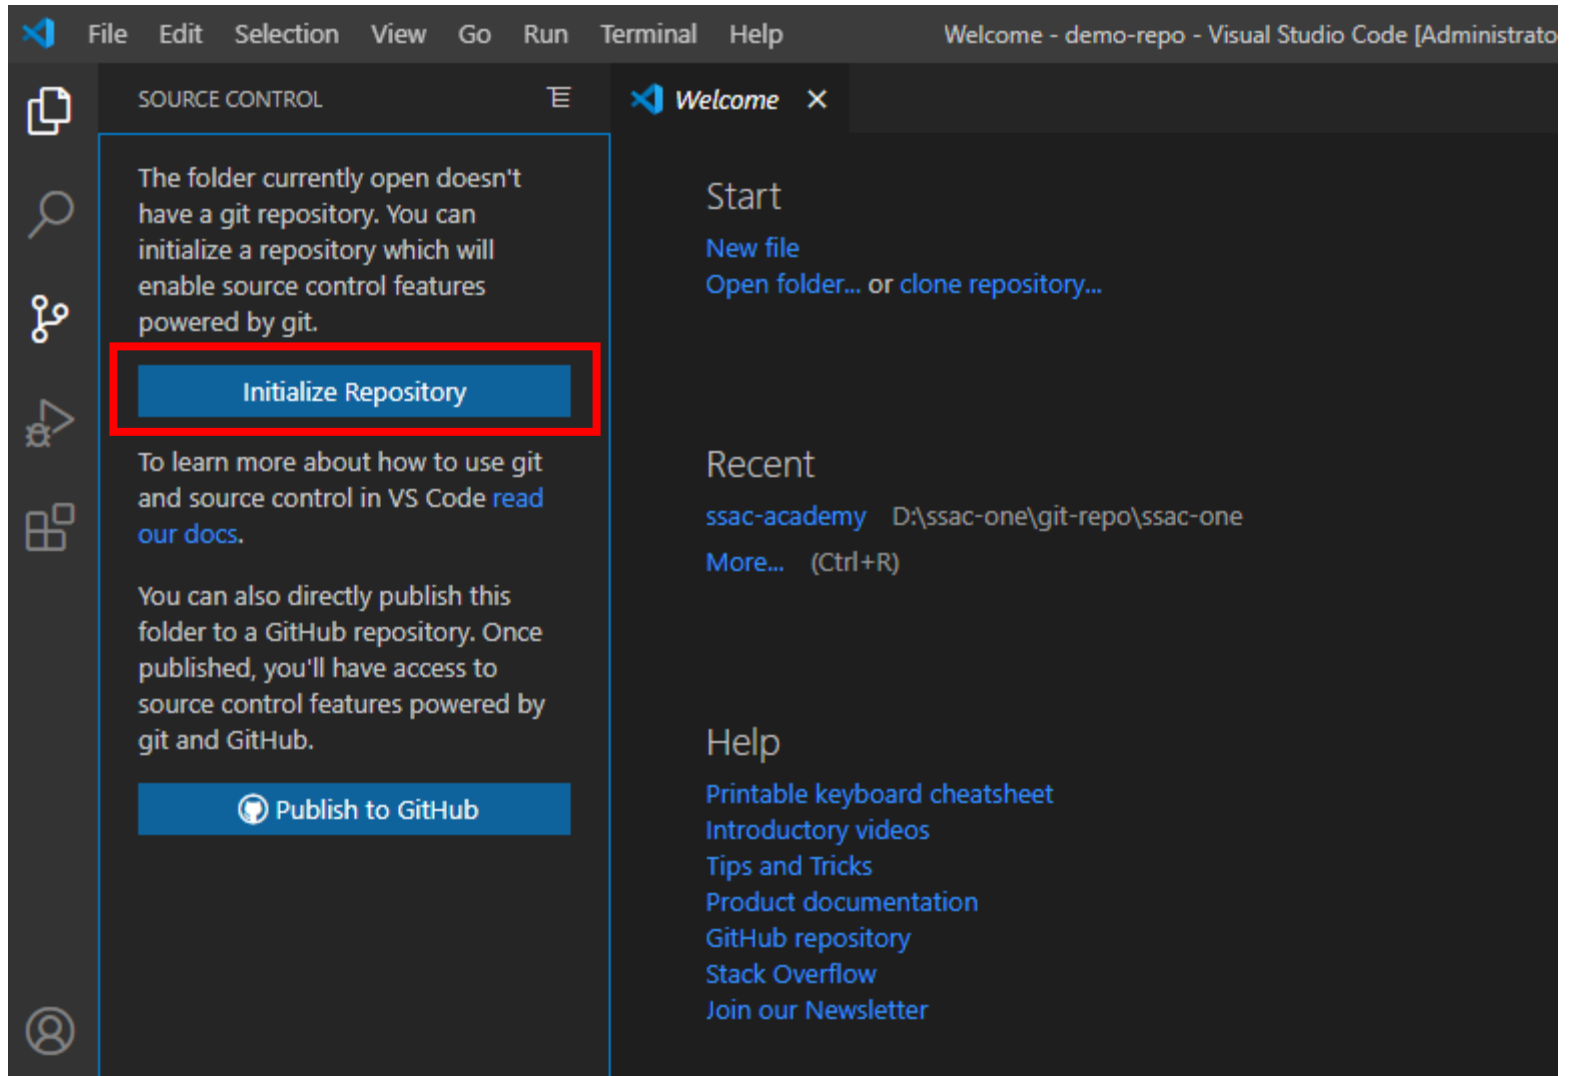 File Edit Selection View Go Run Terminal Help Welcome - demo-repo - Visual Studio Code [Administrato
SOURCE CONTROL
Welcome
The folder currently open doesn't
have a git repository. You can
initialize a repository which will
enable source control features
powered by git.
Initialize Repository
To learn more about how to use git
and source control in VS Code read
our docs.
You can also directly publish this
folder to a GitHub repository. Once
published, you'll have access to
source control features powered by
git and GitHub.
Publish to GitHub
Start
New file
Open folder... or clone repository...
Recent
ssac-academy D:\ssac-one\git-repo\ssac-one
More... (Ctrl+R)
Help
Printable keyboard cheatsheet
Introductory videos
Tips and Tricks
Product documentation
GitHub repository
Stack Overflow
Join our Newsletter